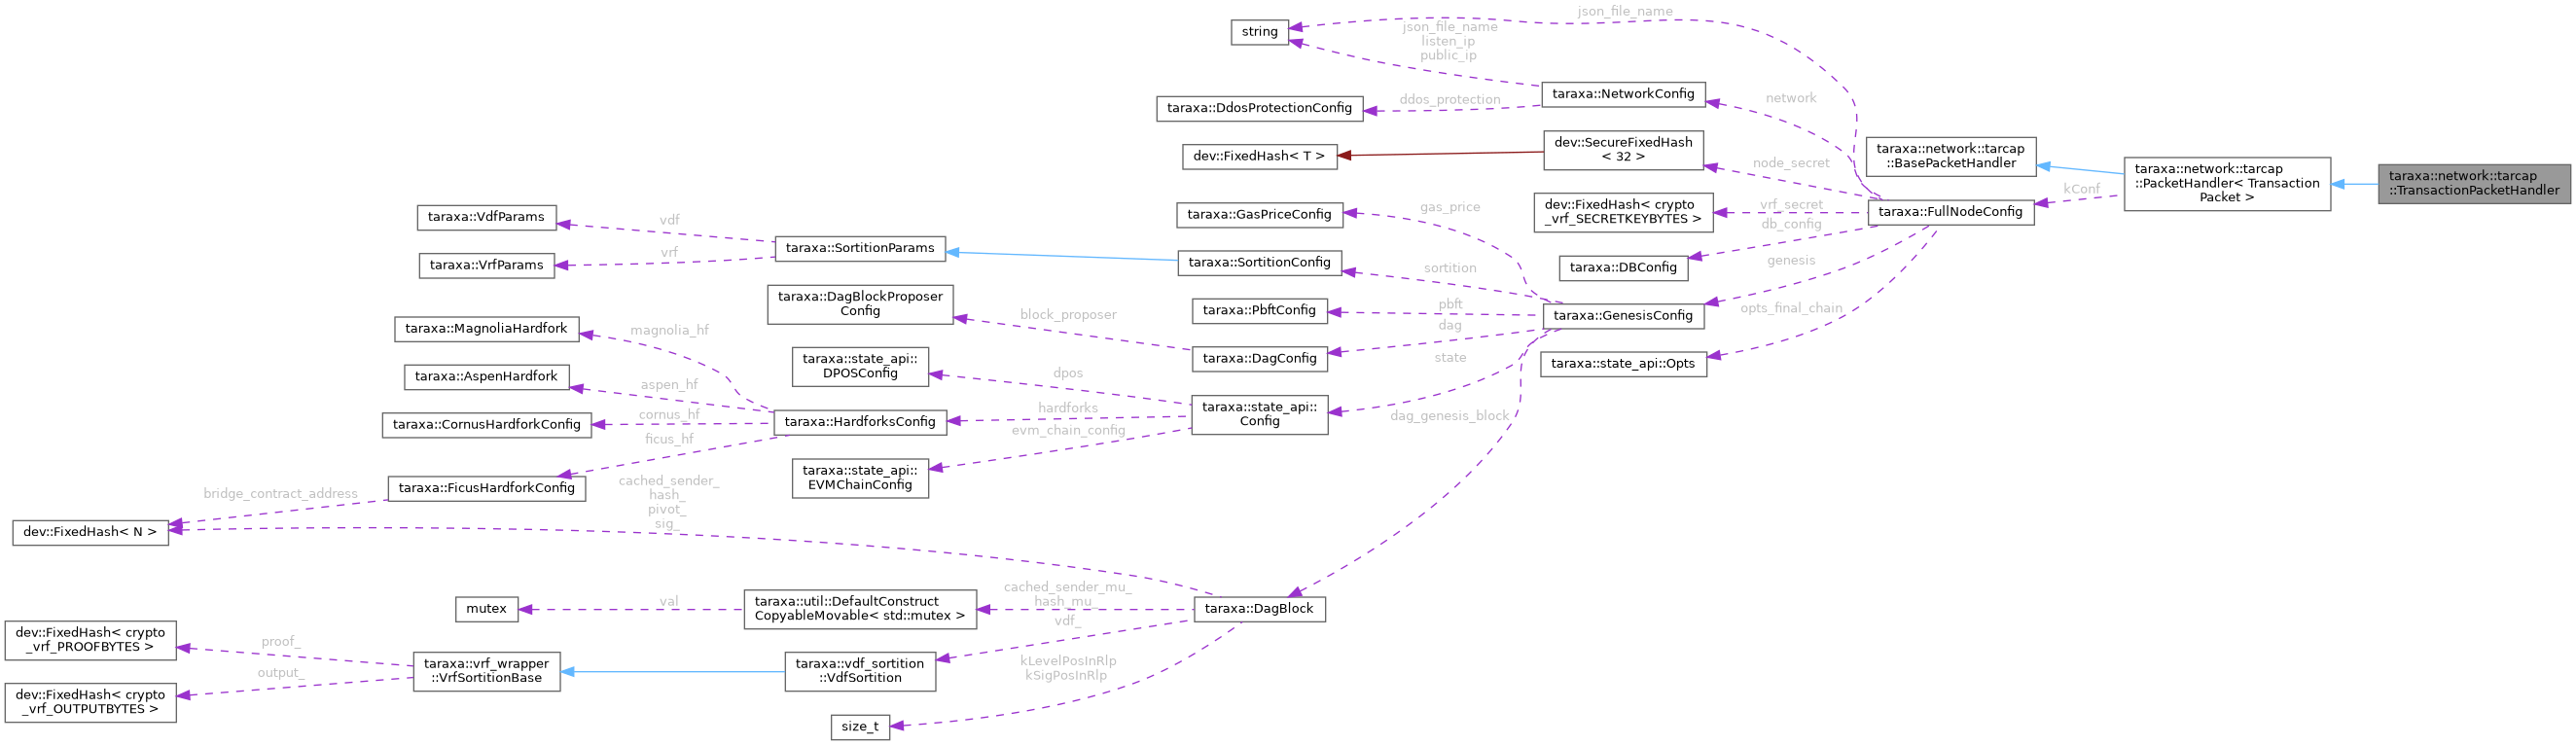 json_file_name
string
json_file_name
listen_ip
public_ip
taraxa::NetworkConfig
network
ddos_protection
taraxa::DdosProtectionConfig
dev::SecureFixedHash
< 32 >
dev::FixedHash< T >
taraxa::network::tarcap
::BasePacketHandler
node_secret
taraxa::network::tarcap
::PacketHandler< Transaction
Packet >
taraxa::network::tarcap
::TransactionPacketHandler
kConf
vrf_secret
dev::FixedHash< crypto
_vrf_SECRETKEYBYTES >
taraxa::FullNodeConfig
gas_price
taraxa::GasPriceConfig
taraxa::VdfParams
vdf
db_config
taraxa::SortitionParams
vrf
taraxa::VrfParams
taraxa::SortitionConfig
sortition
genesis
taraxa::DBConfig
taraxa::DagBlockProposer
Config
block_proposer
taraxa::PbftConfig
pbft
opts_final_chain
taraxa::GenesisConfig
taraxa::MagnoliaHardfork
magnolia_hf
dag
taraxa::DagConfig
state
taraxa::state_api::Opts
taraxa::state_api::
DPOSConfig
dpos
taraxa::AspenHardfork
aspen_hf
taraxa::state_api::
Config
hardforks
dag_genesis_block
taraxa::CornusHardforkConfig
cornus_hf
taraxa::HardforksConfig
evm_chain_config
ficus_hf
taraxa::state_api::
EVMChainConfig
taraxa::FicusHardforkConfig
bridge_contract_address
cached_sender_
hash_
pivot_
sig_
dev::FixedHash< N >
cached_sender_mu_
hash_mu_
taraxa::util::DefaultConstruct
CopyableMovable< std::mutex >
val
mutex
taraxa::DagBlock
vdf_
dev::FixedHash< crypto
_vrf_PROOFBYTES >
proof_
taraxa::vrf_wrapper
::VrfSortitionBase
taraxa::vdf_sortition
::VdfSortition
kLevelPosInRlp
kSigPosInRlp
output_
dev::FixedHash< crypto
_vrf_OUTPUTBYTES >
size_t